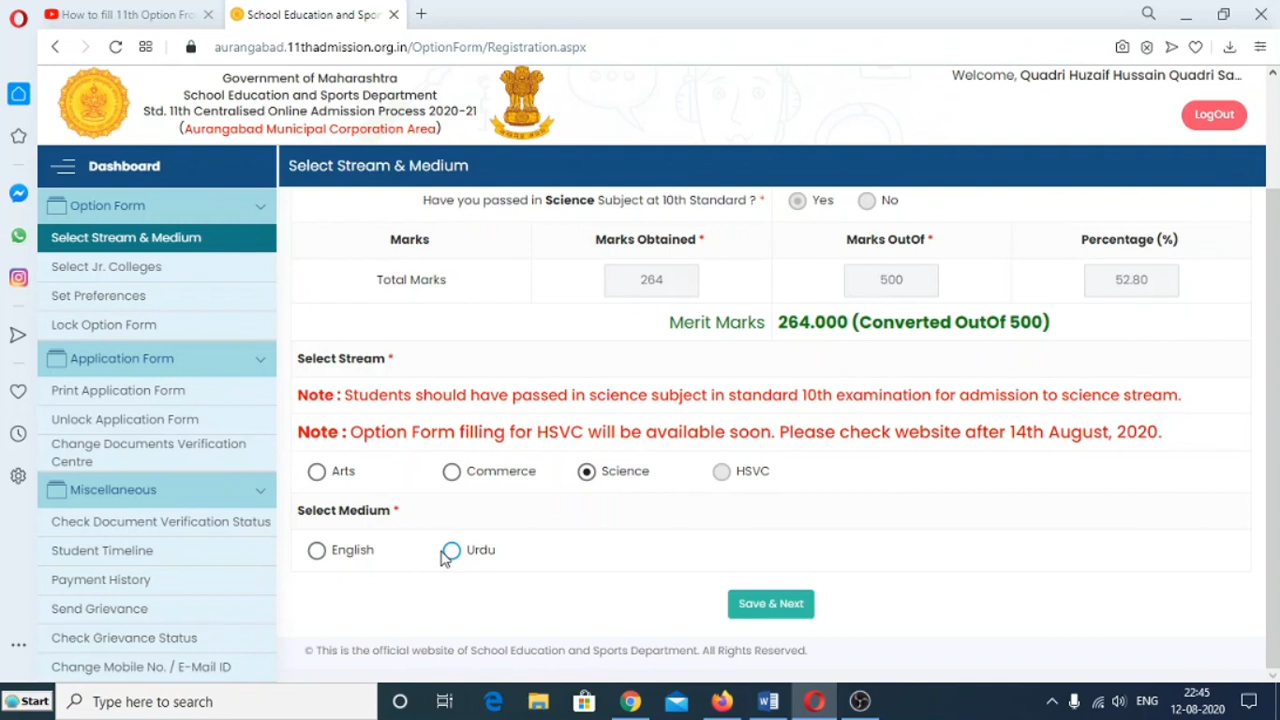 How to fill 11th Option Fro
School Education and Spor
aurangabad.11thadmission.org.in/OptionForm/Registration.aspx
Government of Maharashtra
School Education and Sports Department
Std. 11th Centralised Online Admission Process 2020-21
(Aurangabad Municipal Corporation Area)
Welcome, Quadri Huzaif Hussain Quadri Sa...
LogOut
Dashboard
Option Form
Select Stream & Medium
Select Jr. Colleges
Set Preferences
Lock Option Form
Application Form
Print Application Form
Unlock Application Form
Change Documents Verification
Centre
Miscellaneous
Check Document Verification Status
Student Timeline
Payment History
Send Grievance
Check Grievance Status
Change Mobile No. / E-Mail ID
Select Stream & Medium
Have you passed in Science Subject at 10th Standard ? * Yes No
Marks Marks Obtained * Marks OutOf * Percentage (%)
Total Marks 264 500 52.80
Merit Marks 264.000 (Converted OutOf 500)
Select Stream *
Note : Students should have passed in science subject in standard 10th examination for admission to science stream.
Note : Option Form filling for HSVC will be available soon. Please check website after 14th August, 2020.
Arts Commerce Science HSVC
Select Medium *
English Urdu
Save & Next
© This is the official website of School Education and Sports Department. All Rights Reserved.
Start Type here to search
ENG
22:45
12-08-2020